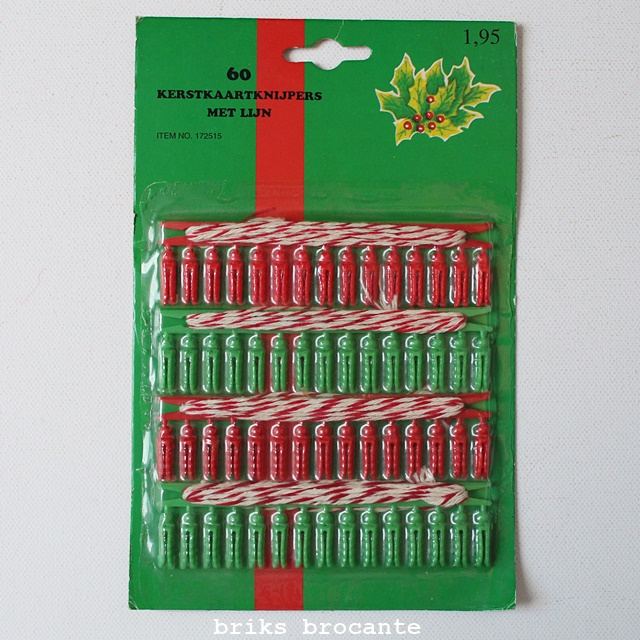 1,95
60
KERSTKAARTKNIJPERS
MET LIJN
ITEM NO. 172515
briks brocante